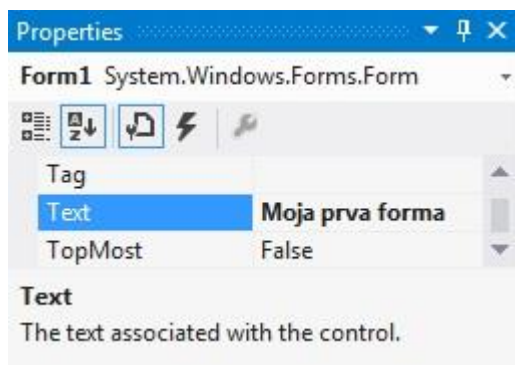 Properties
Form1 System.Windows.Forms.Form
Tag
Text Moja prva forma
TopMost False
Text
The text associated with the control.